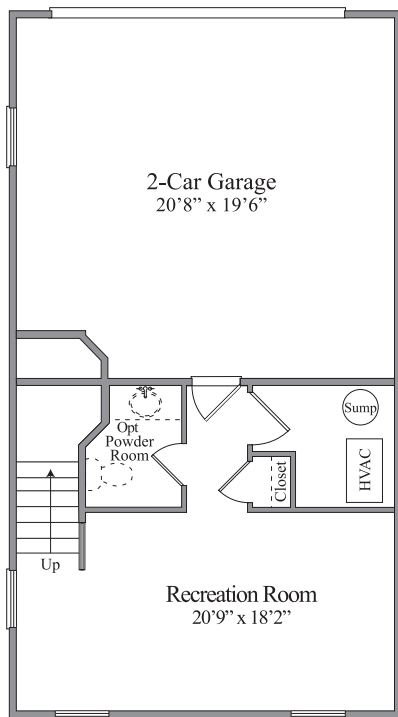 2-Car Garage
20’8” x 19’6”
Sump
Opt
Powder
Room
Closet
HVAC
Up
Recreation Room
20’9” x 18’2”